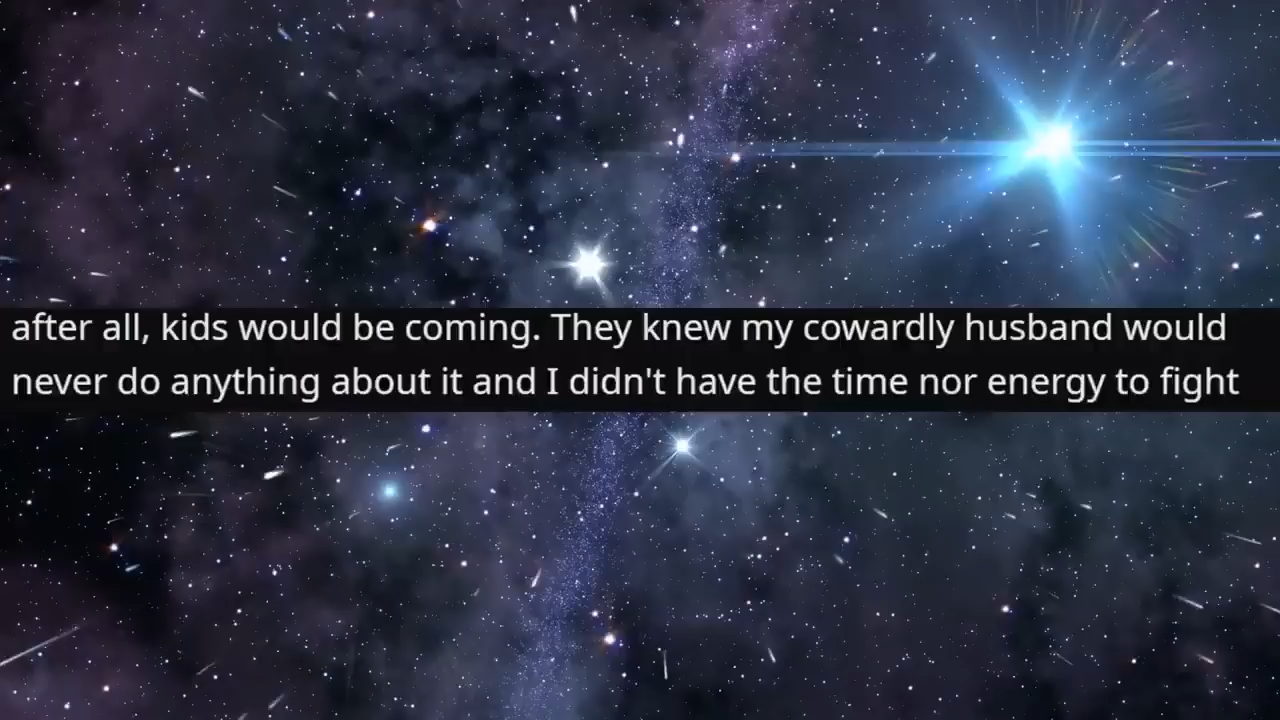 after all, kids would be coming. They knew my cowardly husband would
never do anything about it and I didn't have the time nor energy to fight